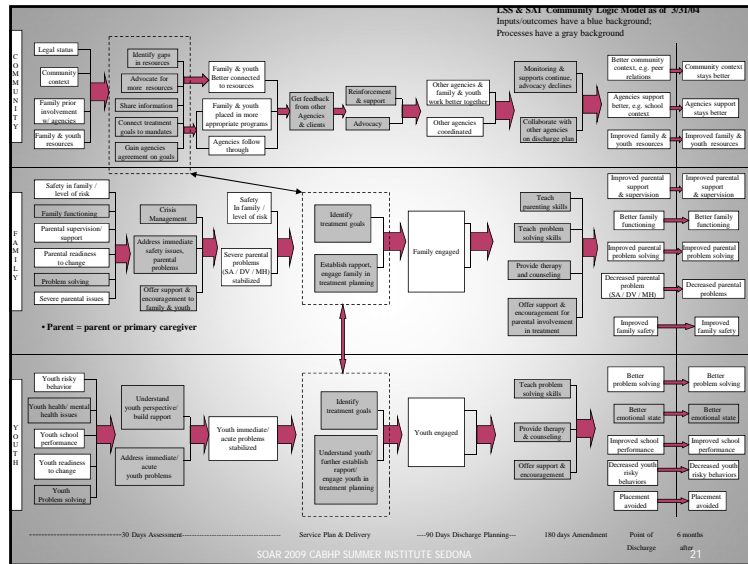 LSS & SAT Community Logic Model as of 3/31/04
Inputs/outcomes have a blue background;
Processes have a gray background
C
O
M
M
U
N
I
T
Y
Legal status
Community
context
Family prior
involvement
w/ agencies
Family & youth
resources
Identify gaps
in resources
Advocate for
more resources
Share information
Connect treatment
goals to mandates
Gain agencies
agreement on goals
Family & youth
Better connected
to resources
Family & youth
placed in more
appropriate programs
Agencies follow
through
Get feedback
from other
Agencies
& clients
Reinforcement
& support
Advocacy
Other agencies &
family & youth
work better together
Other agencies
coordinated
Monitoring &
supports continue,
advocacy declines
Collaborate with
other agencies
on discharge plan
Better community
context, e.g. peer
relations
Agencies support
better, e.g. school
context
Improved family &
youth resources
Community context
stays better
Agencies support
stays better
Improved family &
youth resources
F
A
M
I
L
Y
Safety in family /
level of risk
Family functioning
Parental supervision/
support
Parental readiness
to change
Problem solving
Severe parental issues
Crisis
Management
Address immediate
safety issues,
parental
problems
Offer support &
encouragement to
family & youth
Safety
In family /
level of risk
Severe parental
problems
(SA / DV / MH)
stabilized
Identify
treatment goals
Establish rapport,
engage family in
treatment planning
Family engaged
Teach
parenting skills
Teach problem
solving skills
Provide therapy
and counseling
Offer support &
encouragement for
parental involvement
in treatment
Improved parental
support
& supervision
Better family
functioning
Improved parental
problem solving
Decreased parental
problem
(SA / DV / MH)
Improved
family safety
Improved parental
support
& supervision
Better family
functioning
Improved parental
problem solving
Decreased parental
problems
Improved
family safety
• Parent = parent or primary caregiver
Y
O
U
T
H
Youth risky
behavior
Youth health/ mental
health issues
Youth school
performance
Youth readiness
to change
Youth
Problem solving
Understand
youth perspective/
build rapport
Address immediate/
acute
youth problems
Youth immediate/
acute problems
stabilized
Identify
treatment goals
Understand youth/
further establish
rapport/
engage youth in
treatment planning
Youth engaged
Teach problem
solving skills
Provide therapy
& counseling
Offer support &
encouragement
Better
problem solving
Better
emotional state
Improved school
performance
Decreased youth
risky
behaviors
Placement
avoided
Better
problem solving
Better
emotional state
Improved school
performance
Decreased youth
risky behaviors
Placement
avoided
------------------------30 Days Assessment-------------------------
Service Plan & Delivery
----90 Days Discharge Planning---
180 days Amendment
Point of
Discharge
6 months
after
SOAR 2009 CABHP SUMMER INSTITUTE SEDONA
21